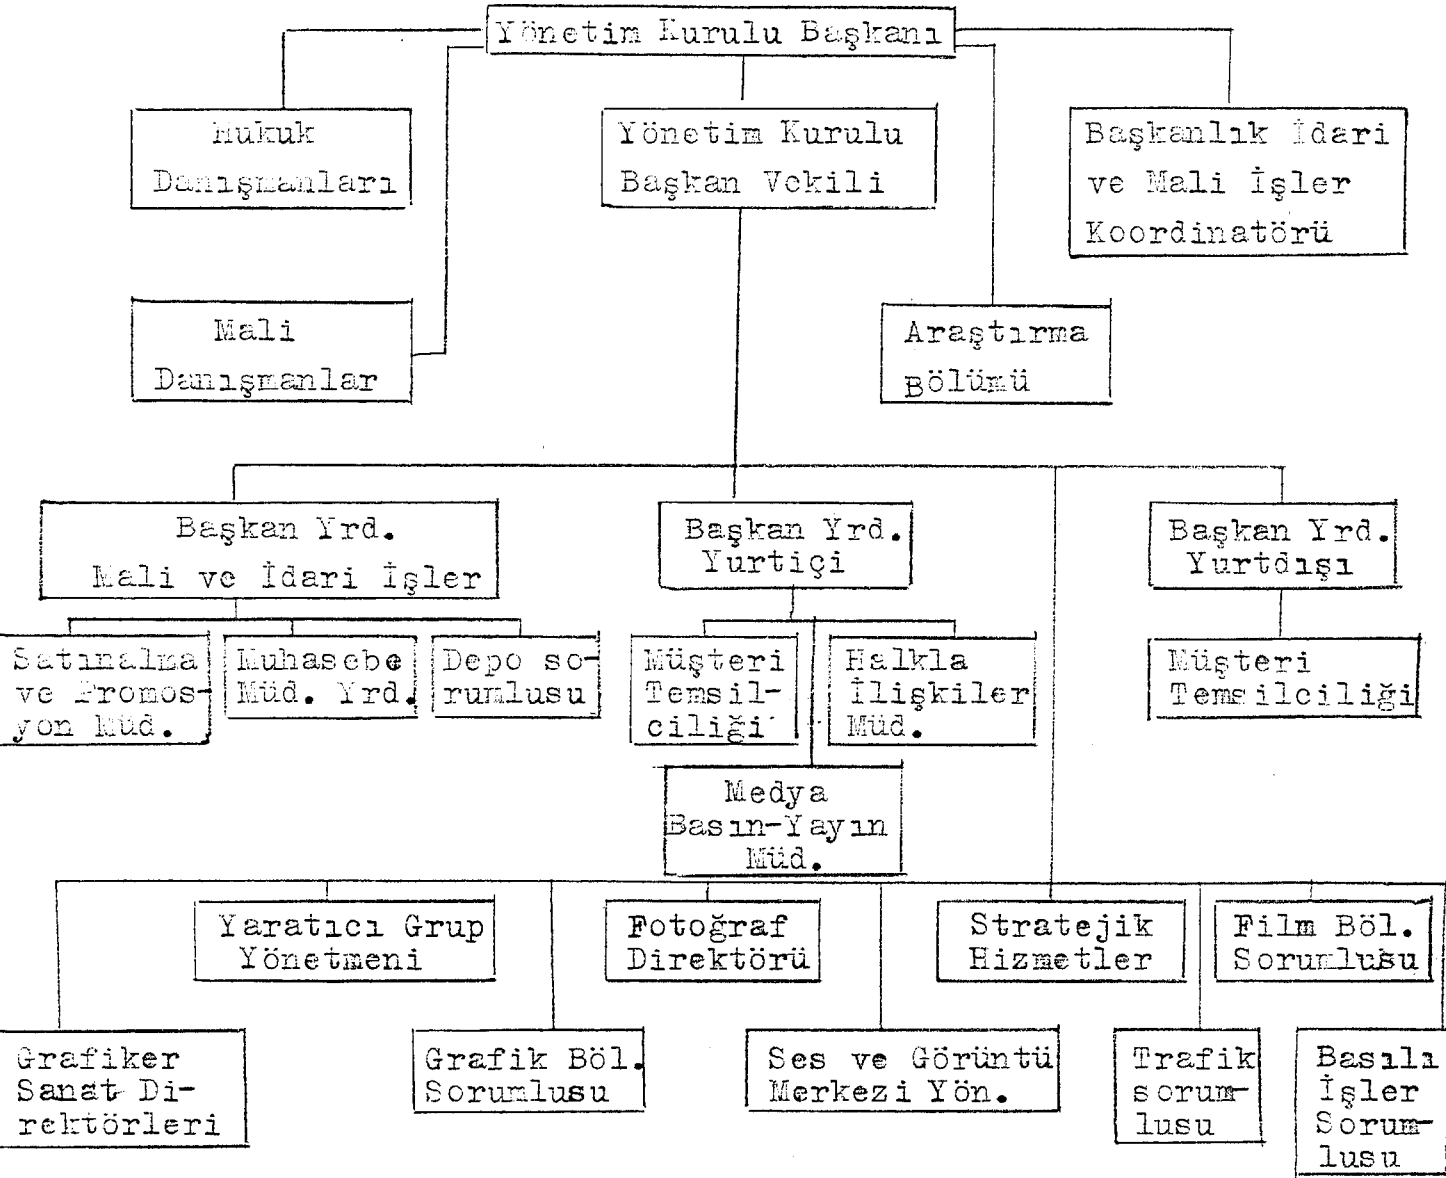 Yönetim Kurulu Başkanı
Hukuk
Danışmanları
Yönetim Kurulu
Başkan Vekili
Başkanlık İdari
ve Mali İşler
Koordinatörü
Mali
Danışmanlar
Araştırma
Bölümü
Başkan Yrd.
Mali ve İdari İşler
Başkan Yrd.
Yurtiçi
Başkan Yrd.
Yurtdışı
Satınalma
ve Promos-
yon Müd.
Muhasebe
Müd. Yrd.
Depo so-
rumlusu
Müşteri
Temsil-
ciliği
Halkla
İlişkiler
Müd.
Müşteri
Temsilciliği
Medya
Basın-Yayın
Müd.
Yaratıcı Grup
Yönetmeni
Fotoğraf
Direktörü
Stratejik
Hizmetler
Film Böl.
Sorumlusu
Grafiker
Sanat Di-
rektörleri
Grafik Böl.
Sorumlusu
Ses ve Görüntü
Merkezi Yön.
Trafik
sorum-
lusu
Basılı
İşler
Sorum-
lusu